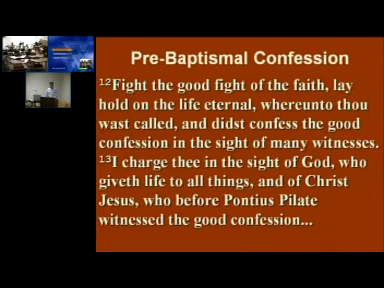 Pre-Baptismal Confession
¹²Fight the good fight of the faith, lay
hold on the life eternal, whereunto thou
wast called, and didst confess the good
confession in the sight of many witnesses.
¹³I charge thee in the sight of God, who
giveth life to all things, and of Christ
Jesus, who before Pontius Pilate
witnessed the good confession...